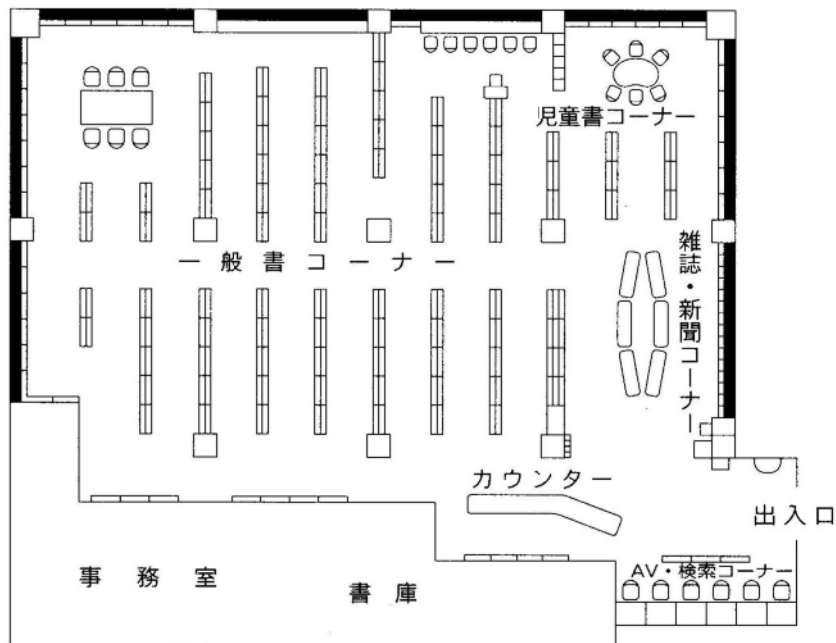 児童書コーナー
一般書コーナー
雑誌・新聞コーナー
カウンター
出入口
AV・検索コーナー
事務室
書庫